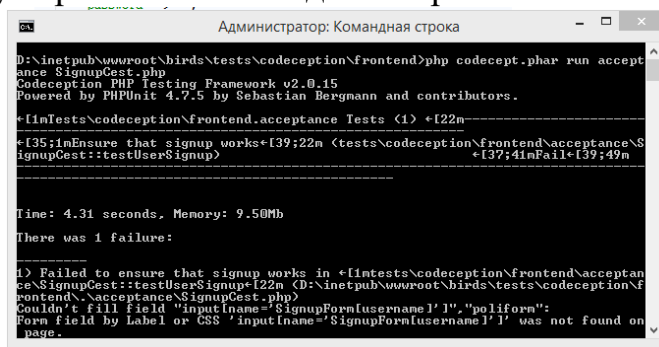 Администратор: Командная строка
D:\inetpub\wwwroot\birds\tests\codeception\frontend>php codecept.phar run accept
ance SignupCest.php
Codeception PHP Testing Framework v2.0.15
Powered by PHPUnit 4.7.5 by Sebastian Bergmann and contributors.
←[1mTests\codeception\frontend.acceptance Tests (1) ←[22m-----------------------
--------------------------------------------------------
←[35;1mEnsure that signup works←[39;22m (tests\codeception\frontend\acceptance\S
ignupCest::testUserSignup) ←[37;41mFail←[39;49m
--------------------------------------------------------------------------------
-----------------------------------------------
Time: 4.31 seconds, Memory: 9.50Mb
There was 1 failure:
---------
1) Failed to ensure that signup works in ←[1mtests\codeception\frontend\acceptan
ce\SignupCest::testUserSignup←[22m (D:\inetpub\wwwroot\birds\tests\codeception\f
rontend\.\acceptance\SignupCest.php)
Couldn't fill field "input[name='SignupForm[username]']","poliform":
Form field by Label or CSS 'input[name='SignupForm[username]']' was not found on
page.